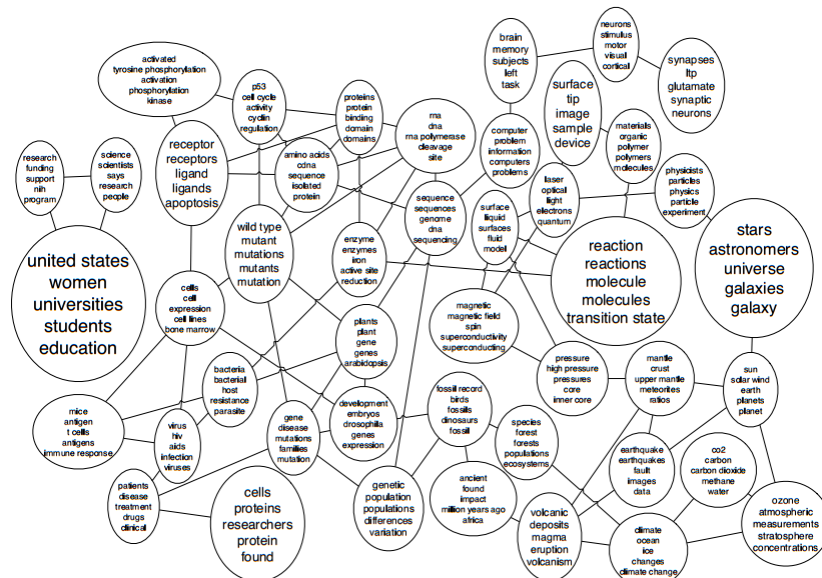 activated
tyrosine phosphorylation
activation
phosphorylation
kinase
p53
cell cycle
activity
cyclin
regulation
proteins
protein
binding
domain
domains
rna
dna
rna polymerase
cleavage
site
brain
memory
subjects
left
task
neurons
stimulus
motor
visual
cortical
synapses
ltp
glutamate
synaptic
neurons
surface
tip
image
sample
device
research
funding
support
nih
program
science
scientists
says
research
people
receptor
receptors
ligand
ligands
apoptosis
amino acids
cdna
sequence
isolated
protein
computer
problem
information
computers
problems
materials
organic
polymer
polymers
molecules
physicists
particles
physics
particle
experiment
laser
optical
light
electrons
quantum
sequence
sequences
genome
dna
sequencing
surface
liquid
surfaces
fluid
model
united states
women
universities
students
education
wild type
mutant
mutations
mutants
mutation
enzyme
enzymes
iron
active site
reduction
reaction
reactions
molecule
molecules
transition state
stars
astronomers
universe
galaxies
galaxy
cells
cell
expression
cell lines
bone marrow
magnetic
magnetic field
spin
superconductivity
superconducting
plants
plant
gene
genes
arabidopsis
pressure
high pressure
pressures
core
inner core
mantle
crust
upper mantle
meteorites
ratios
sun
solar wind
earth
planets
planet
bacteria
bacterial
host
resistance
parasite
mice
antigen
t cells
antigens
immune response
virus
hiv
aids
infection
viruses
gene
disease
mutations
families
mutation
development
embryos
drosophila
genes
expression
fossil record
birds
fossils
dinosaurs
fossil
species
forest
forests
populations
ecosystems
earthquake
earthquakes
fault
images
data
co2
carbon
carbon dioxide
methane
water
patients
disease
treatment
drugs
clinical
cells
proteins
researchers
protein
found
genetic
population
populations
differences
variation
ancient
found
impact
million years ago
africa
volcanic
deposits
magma
eruption
volcanism
climate
ocean
ice
changes
climate change
ozone
atmospheric
measurements
stratosphere
concentrations